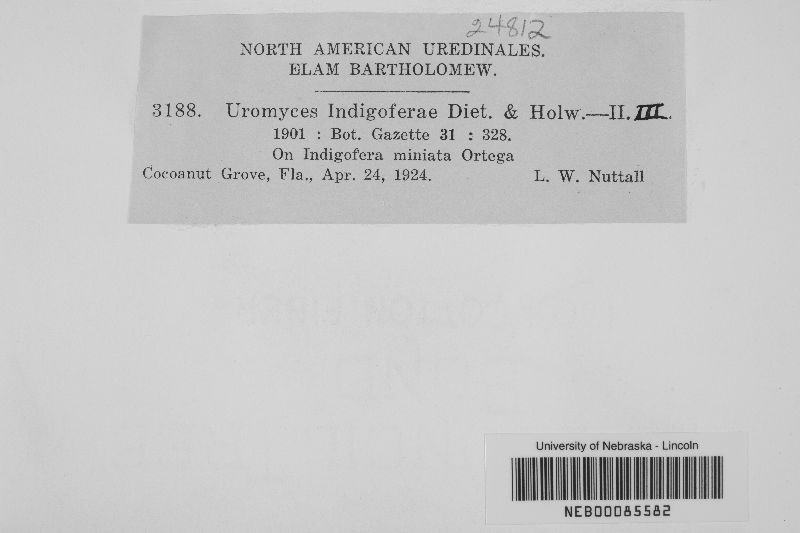 24812
NORTH AMERICAN UREDINALES.
ELAM BARTHOLOMEW.
3188. Uromyces Indigoferae Diet. & Holw.—II. III.
1901 : Bot. Gazette 31 : 328.
On Indigofera miniata Ortega
Cocoanut Grove, Fla., Apr. 24, 1924. L. W. Nuttall
University of Nebraska - Lincoln
NEB00085582